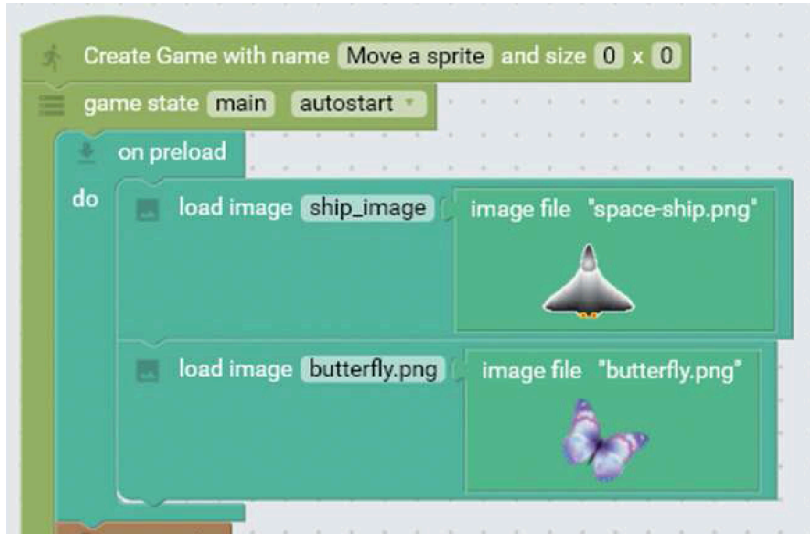 Create Game with name Move a sprite and size 0 x 0
game state main autostart
on preload
do load image ship_image image file "space-ship.png"
load image butterfly.png image file "butterfly.png"